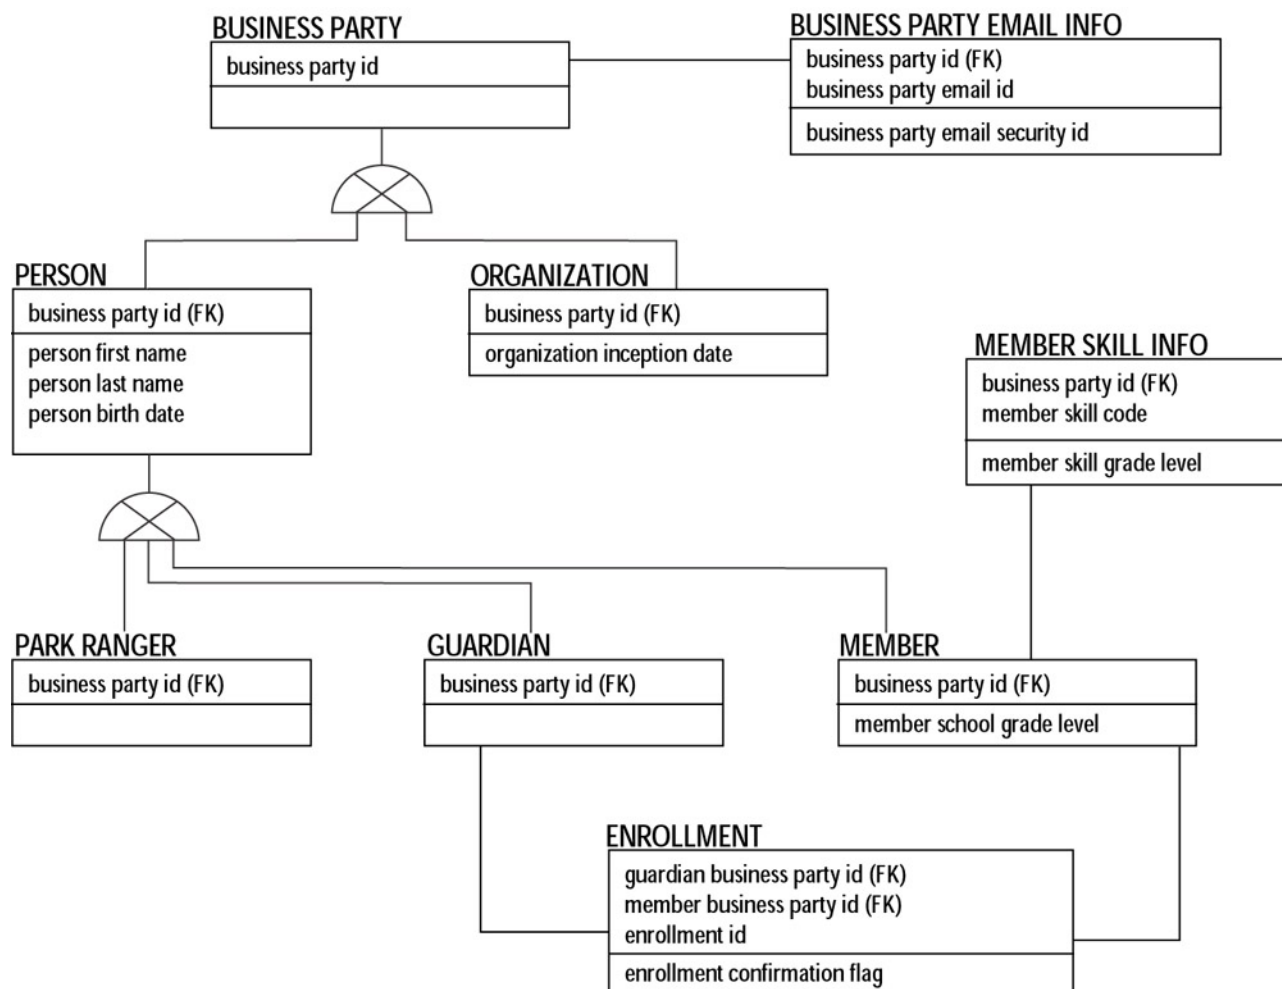 BUSINESS PARTY
business party id
BUSINESS PARTY EMAIL INFO
business party id (FK)
business party email id
business party email security id
PERSON
business party id (FK)
person first name
person last name
person birth date
ORGANIZATION
business party id (FK)
organization inception date
MEMBER SKILL INFO
business party id (FK)
member skill code
member skill grade level
PARK RANGER
business party id (FK)
GUARDIAN
business party id (FK)
MEMBER
business party id (FK)
member school grade level
ENROLLMENT
guardian business party id (FK)
member business party id (FK)
enrollment id
enrollment confirmation flag